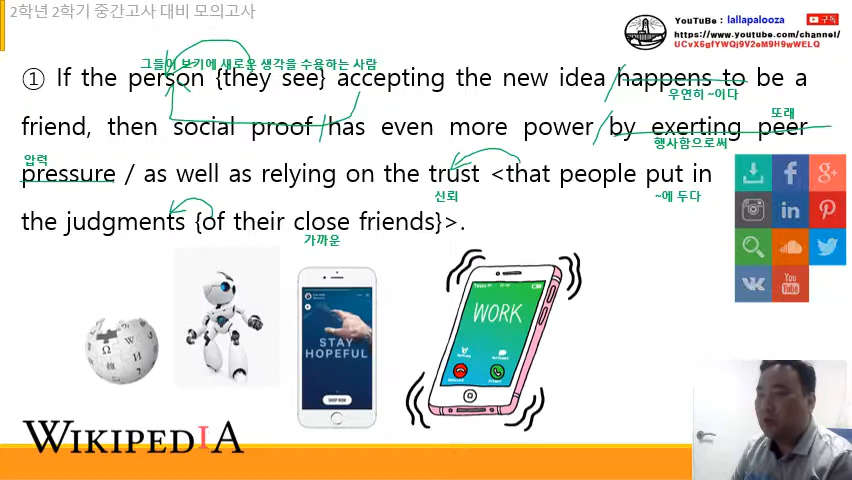 2학년 2학기 중간고사 대비 모의고사
YouTuBe : lallapalooza
구독
https://www.youtube.com/channel/
UCvX6gfYWQj9V2eM9H9wWELQ
그들이 보기에 새로운 생각을 수용하는 사람
① If the person {they see} accepting the new idea / happens to be a
우연히 ~이다
또래
friend, then social proof / has even more power / by exerting peer
압력
행사함으로써
pressure / as well as relying on the trust <that people put in
신뢰
~에 두다
the judgments {of their close friends}>.
가까운
WORK
STAY
HOPEFUL
SHOP NOW
You
Tube
WIKIPEDIA